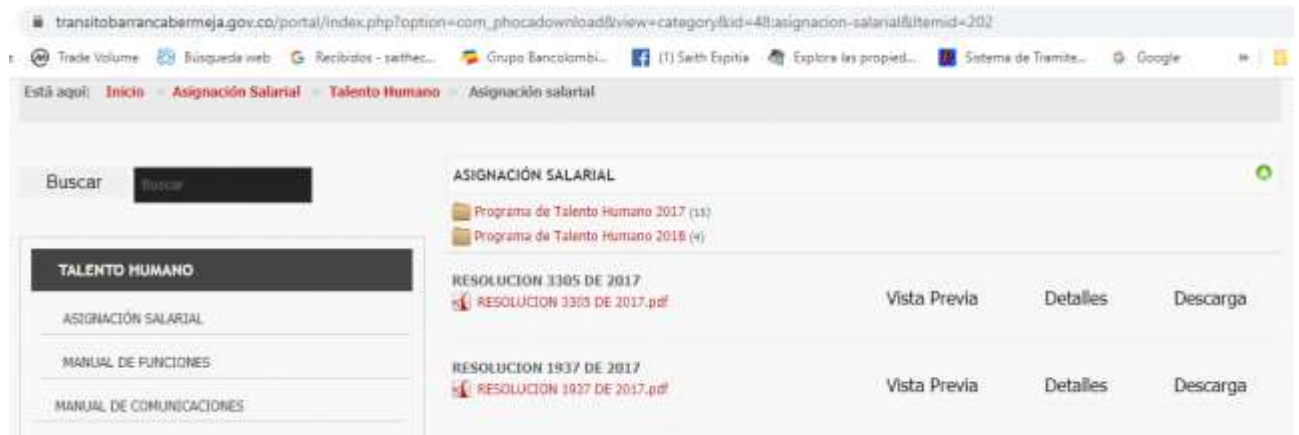 transitobarrancabermeja.gov.co/portal/index.php?option=com_phocadownload&view=category&id=48:asignacion-salarial&Itemid=202
Trade Volume Búsqueda web Recibidos - saithec... Grupo Bancolombi... (1) Saith Espitia Explora las propied... Sistema de Tramite... Google »
Está aquí: Inicio Asignación Salarial Talento Humano Asignación salarial
Buscar Buscar
ASIGNACIÓN SALARIAL
Programa de Talento Humano 2017 (15)
Programa de Talento Humano 2018 (4)
TALENTO HUMANO
ASIGNACIÓN SALARIAL
MANUAL DE FUNCIONES
MANUAL DE COMUNICACIONES
RESOLUCION 3305 DE 2017
RESOLUCION 3305 DE 2017.pdf Vista Previa Detalles Descarga
RESOLUCION 1937 DE 2017
RESOLUCION 1937 DE 2017.pdf Vista Previa Detalles Descarga